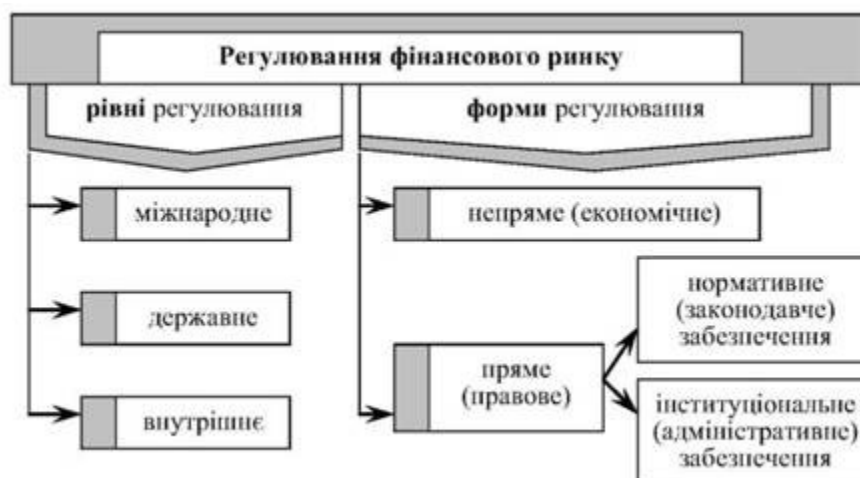 Регулювання фінансового ринку
рівні регулювання
форми регулювання
міжнародне
державне
внутрішнє
непряме (економічне)
пряме
(правове)
нормативне
(законодавче)
забезпечення
інституціональне
(адміністративне)
забезпечення